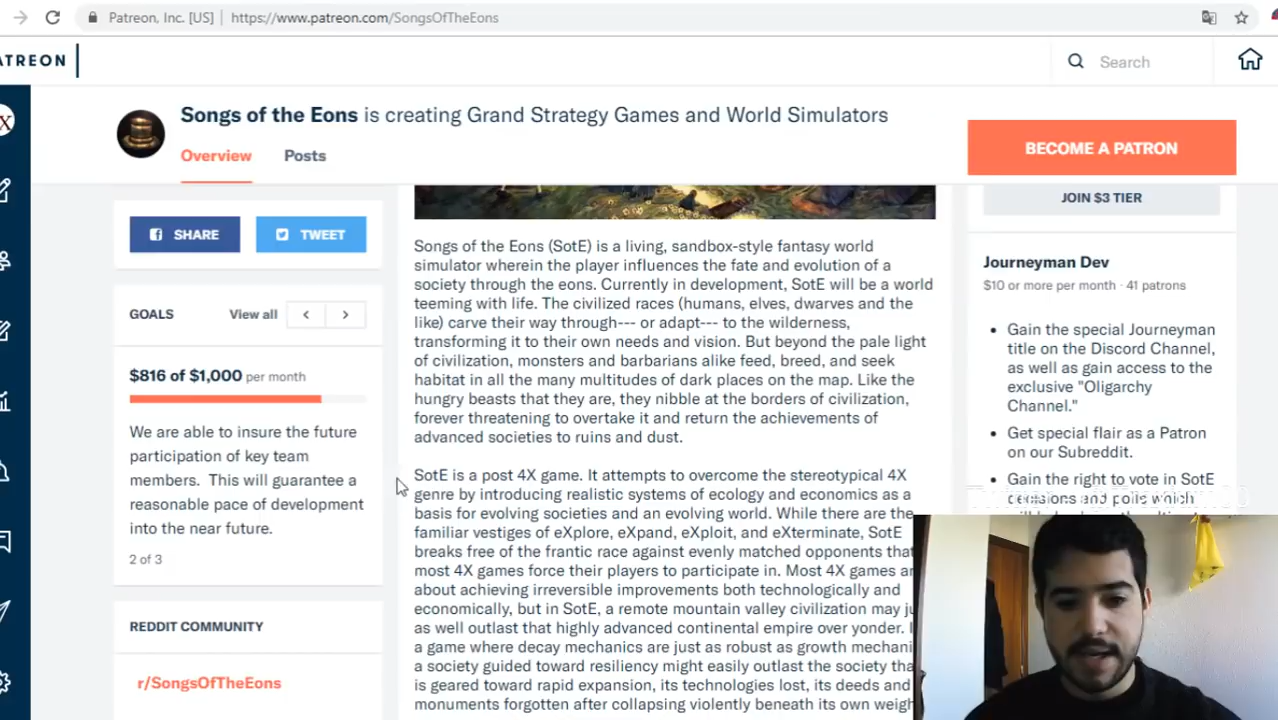 Patreon, Inc. [US] | https://www.patreon.com/SongsOfTheEons
ATREON
Search
Songs of the Eons is creating Grand Strategy Games and World Simulators
Overview
Posts
BECOME A PATRON
SHARE
TWEET
GOALS
View all
$816 of $1,000 per month
We are able to insure the future
participation of key team
members. This will guarantee a
reasonable pace of development
into the near future.
2 of 3
REDDIT COMMUNITY
r/SongsOfTheEons
Songs of the Eons (SotE) is a living, sandbox-style fantasy world
simulator wherein the player influences the fate and evolution of a
society through the eons. Currently in development, SotE will be a world
teeming with life. The civilized races (humans, elves, dwarves and the
like) carve their way through--- or adapt--- to the wilderness,
transforming it to their own needs and vision. But beyond the pale light
of civilization, monsters and barbarians alike feed, breed, and seek
habitat in all the many multitudes of dark places on the map. Like the
hungry beasts that they are, they nibble at the borders of civilization,
forever threatening to overtake it and return the achievements of
advanced societies to ruins and dust.
SotE is a post 4X game. It attempts to overcome the stereotypical 4X
genre by introducing realistic systems of ecology and economics as a
basis for evolving societies and an evolving world. While there are the
familiar vestiges of eXplore, eXpand, eXploit, and eXterminate, SotE
breaks free of the frantic race against evenly matched opponents that
most 4X games force their players to participate in. Most 4X games ar
about achieving irreversible improvements both technologically and
economically, but in SotE, a remote mountain valley civilization may ju
as well outlast that highly advanced continental empire over yonder. I
a game where decay mechanics are just as robust as growth mechani
a society guided toward resiliency might easily outlast the society tha
is geared toward rapid expansion, its technologies lost, its deeds and
monuments forgotten after collapsing violently beneath its own weigh
JOIN $3 TIER
Journeyman Dev
$10 or more per month · 41 patrons
Gain the special Journeyman
title on the Discord Channel,
as well as gain access to the
exclusive "Oligarchy
Channel."
Get special flair as a Patron
on our Subreddit.
Gain the right to vote in SotE
decisions and polls which